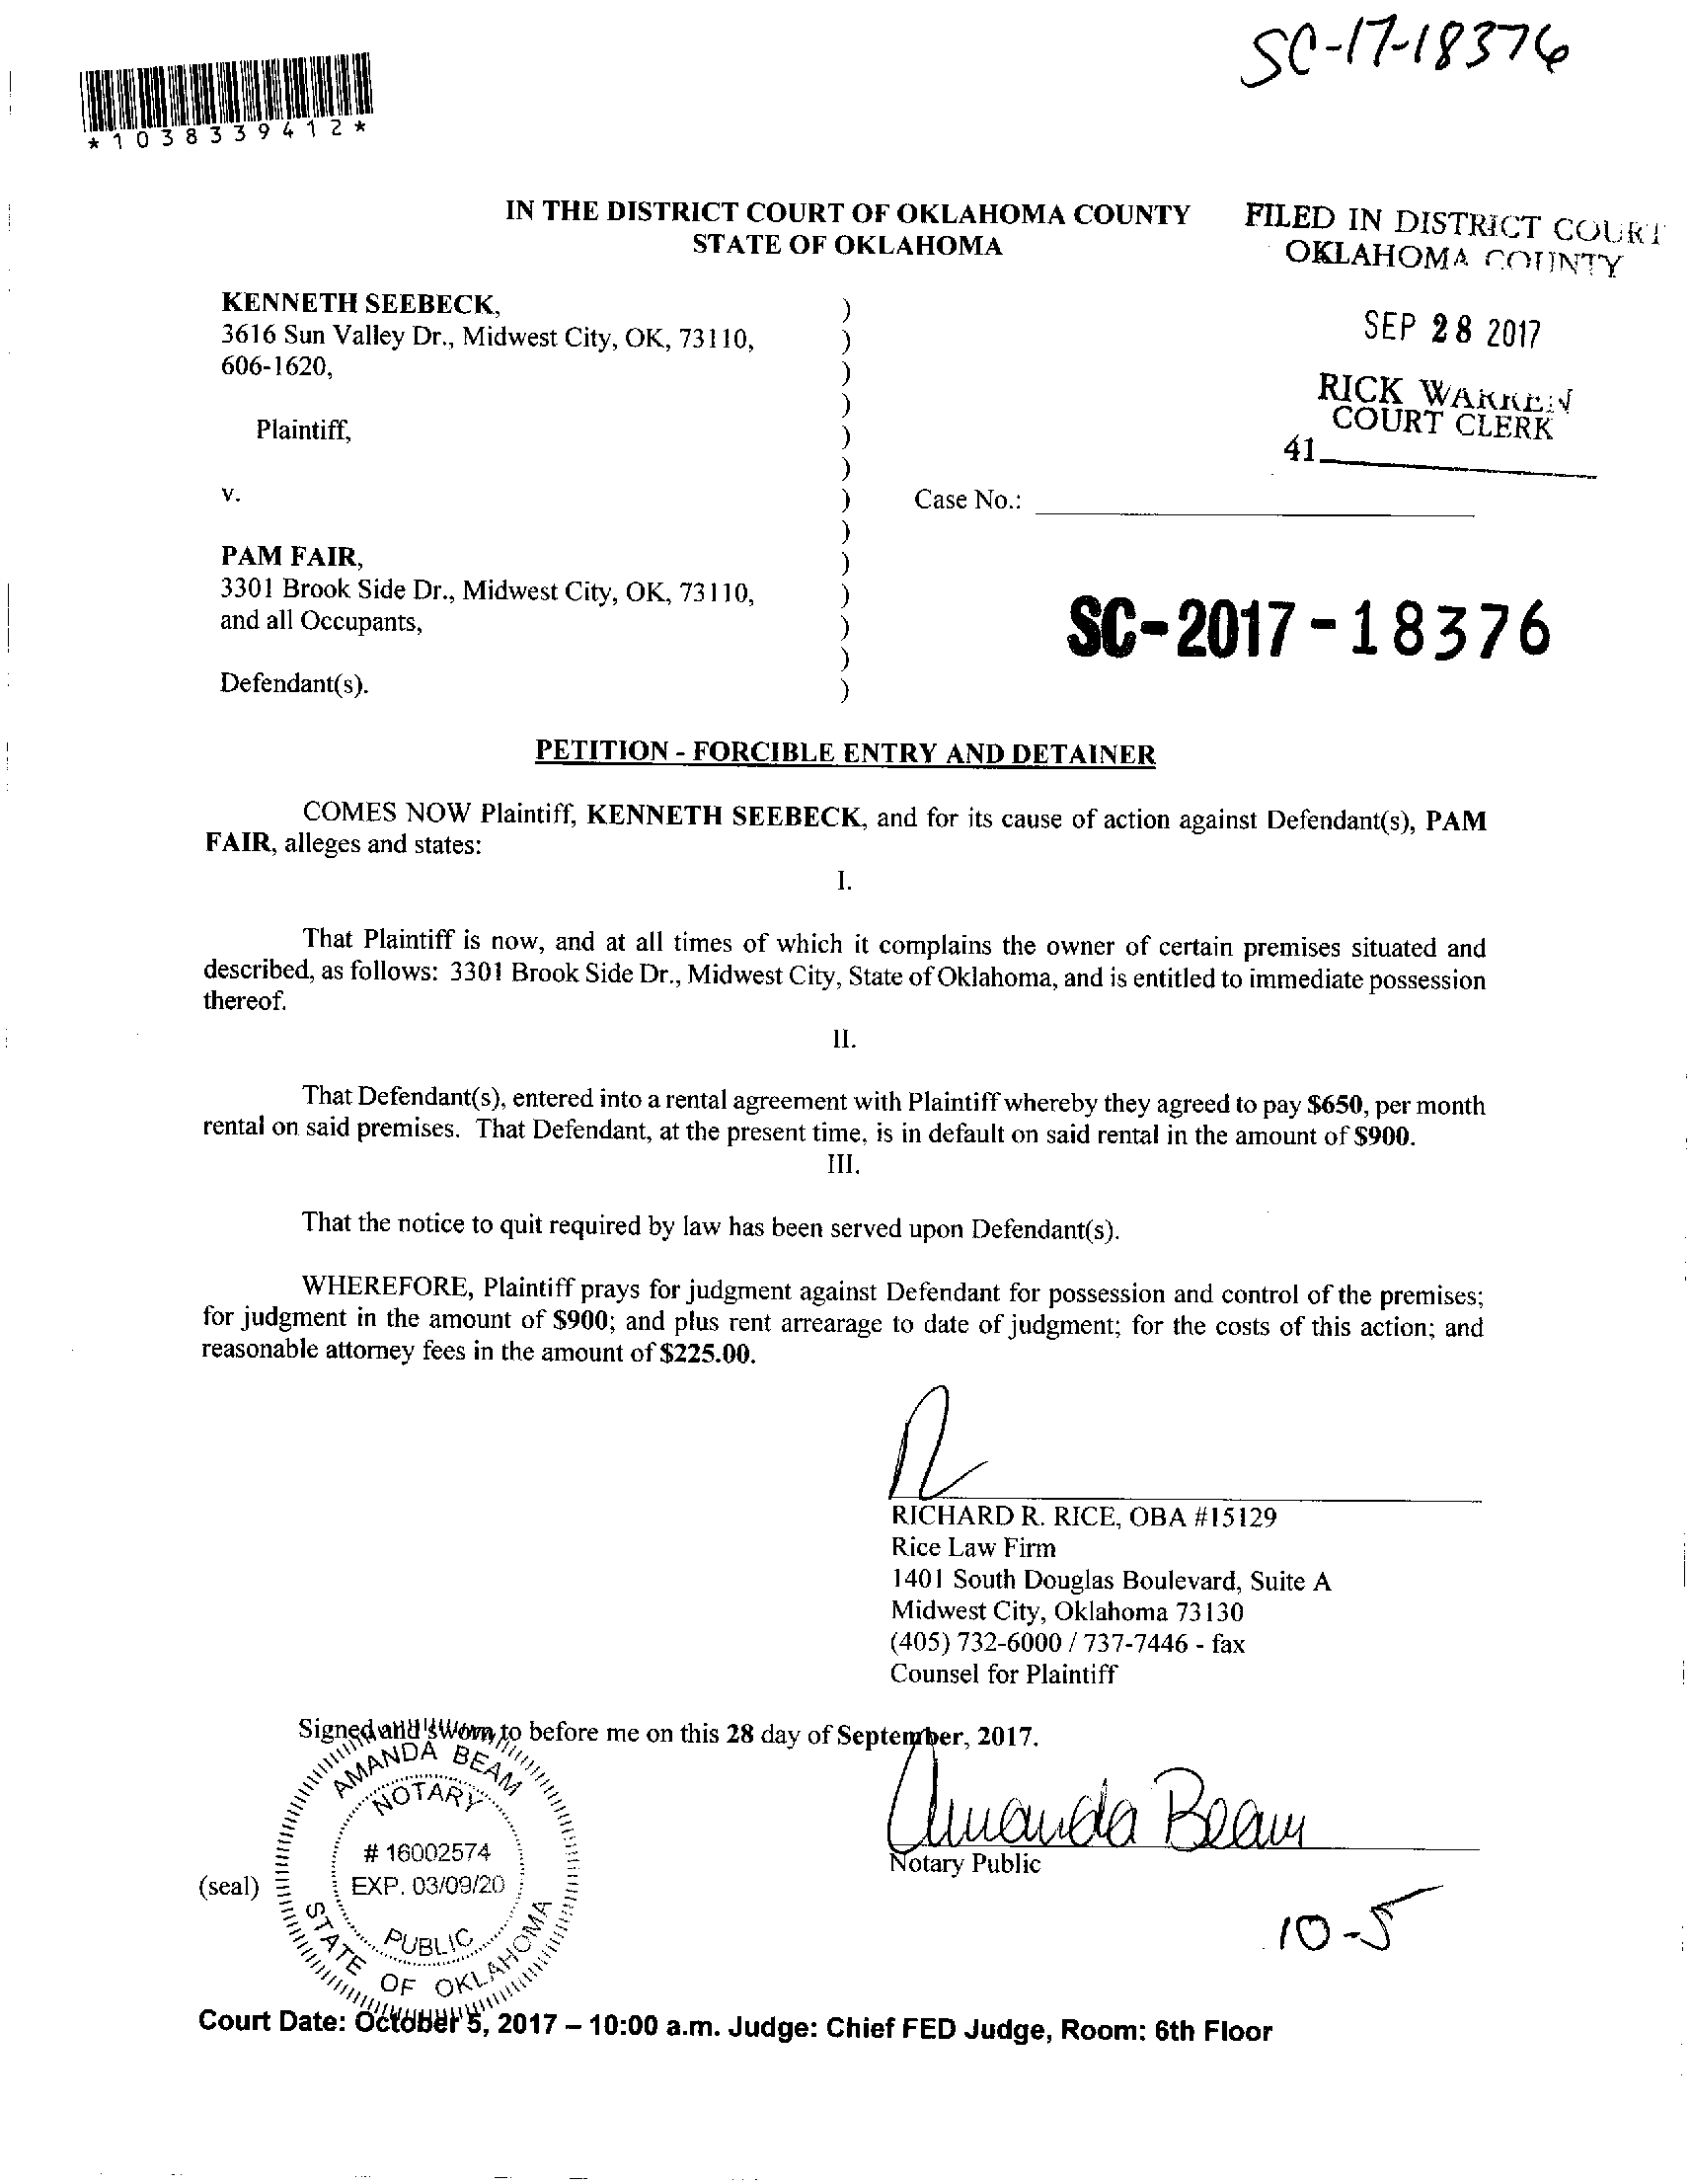 SC-17-18376
*1038339412*
IN THE DISTRICT COURT OF OKLAHOMA COUNTY
STATE OF OKLAHOMA
FILED IN DISTRICT COURT
OKLAHOMA COUNTY
SEP 28 2017
RICK WARREN
COURT CLERK
41
KENNETH SEEBECK,
3616 Sun Valley Dr., Midwest City, OK, 73110,
606-1620,
Plaintiff,
v.
Case No.:
PAM FAIR,
3301 Brook Side Dr., Midwest City, OK, 73110,
and all Occupants,
SC-2017-18376
Defendant(s).
PETITION - FORCIBLE ENTRY AND DETAINER
COMES NOW Plaintiff, KENNETH SEEBECK, and for its cause of action against Defendant(s), PAM
FAIR, alleges and states:
I.
That Plaintiff is now, and at all times of which it complains the owner of certain premises situated and
described, as follows: 3301 Brook Side Dr., Midwest City, State of Oklahoma, and is entitled to immediate possession
thereof.
II.
That Defendant(s), entered into a rental agreement with Plaintiff whereby they agreed to pay $650, per month
rental on said premises. That Defendant, at the present time, is in default on said rental in the amount of $900.
III.
That the notice to quit required by law has been served upon Defendant(s).
WHEREFORE, Plaintiff prays for judgment against Defendant for possession and control of the premises;
for judgment in the amount of $900; and plus rent arrearage to date of judgment; for the costs of this action; and
reasonable attorney fees in the amount of $225.00.
RICHARD R. RICE, OBA #15129
Rice Law Firm
1401 South Douglas Boulevard, Suite A
Midwest City, Oklahoma 73130
(405) 732-6000 / 737-7446 - fax
Counsel for Plaintiff
Signed and sworn to before me on this 28 day of September, 2017.
AMANDA BEAM
NOTARY
# 16002574
EXP. 03/09/20
PUBLIC
STATE OF OKLAHOMA
(seal)
Amanda Beam
Notary Public
10-5
Court Date: October 5, 2017 – 10:00 a.m. Judge: Chief FED Judge, Room: 6th Floor